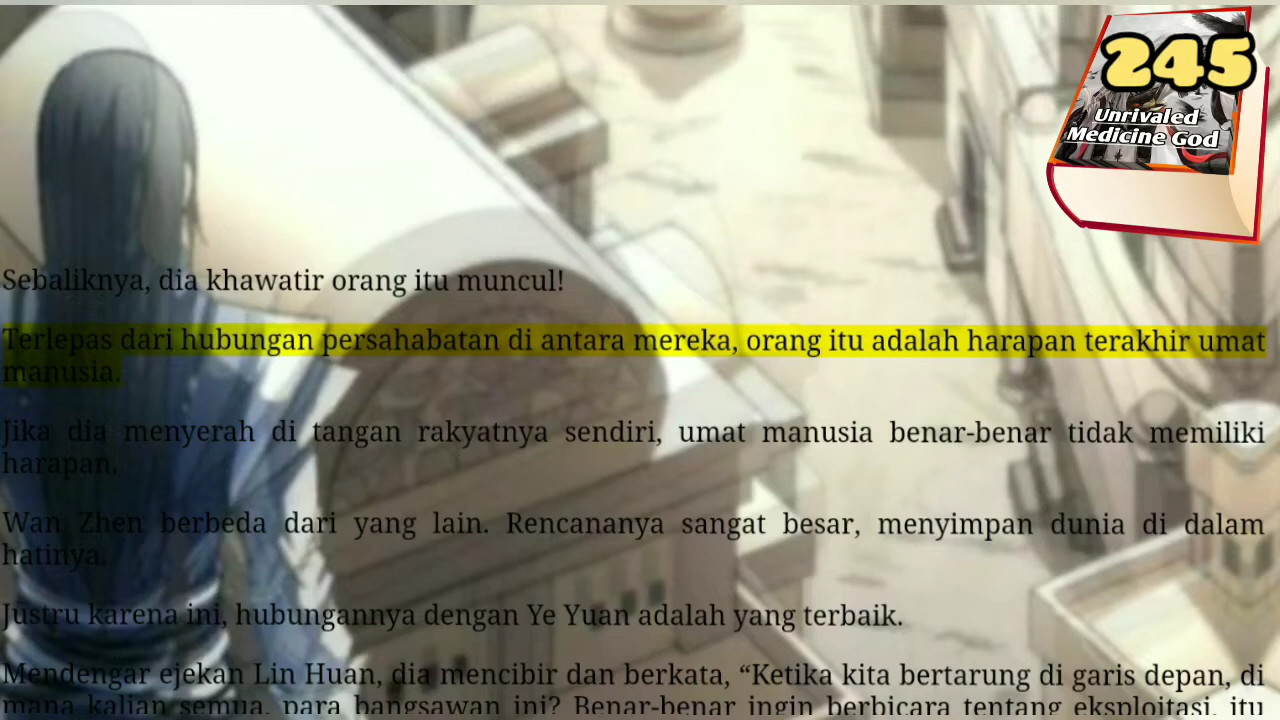 245
Unrivaled
Medicine God
Sebaliknya, dia khawatir orang itu muncul!
Terlepas dari hubungan persahabatan di antara mereka, orang itu adalah harapan terakhir umat
manusia.
Jika dia menyerah di tangan rakyatnya sendiri, umat manusia benar-benar tidak memiliki
harapan.
Wan Zhen berbeda dari yang lain. Rencananya sangat besar, menyimpan dunia di dalam
hatinya.
Justru karena ini, hubungannya dengan Ye Yuan adalah yang terbaik.
Mendengar ejekan Lin Huan, dia mencibir dan berkata, “Ketika kita bertarung di garis depan, di
mana kalian semua, para bangsawan ini? Benar-benar ingin berbicara tentang eksploitasi, itu